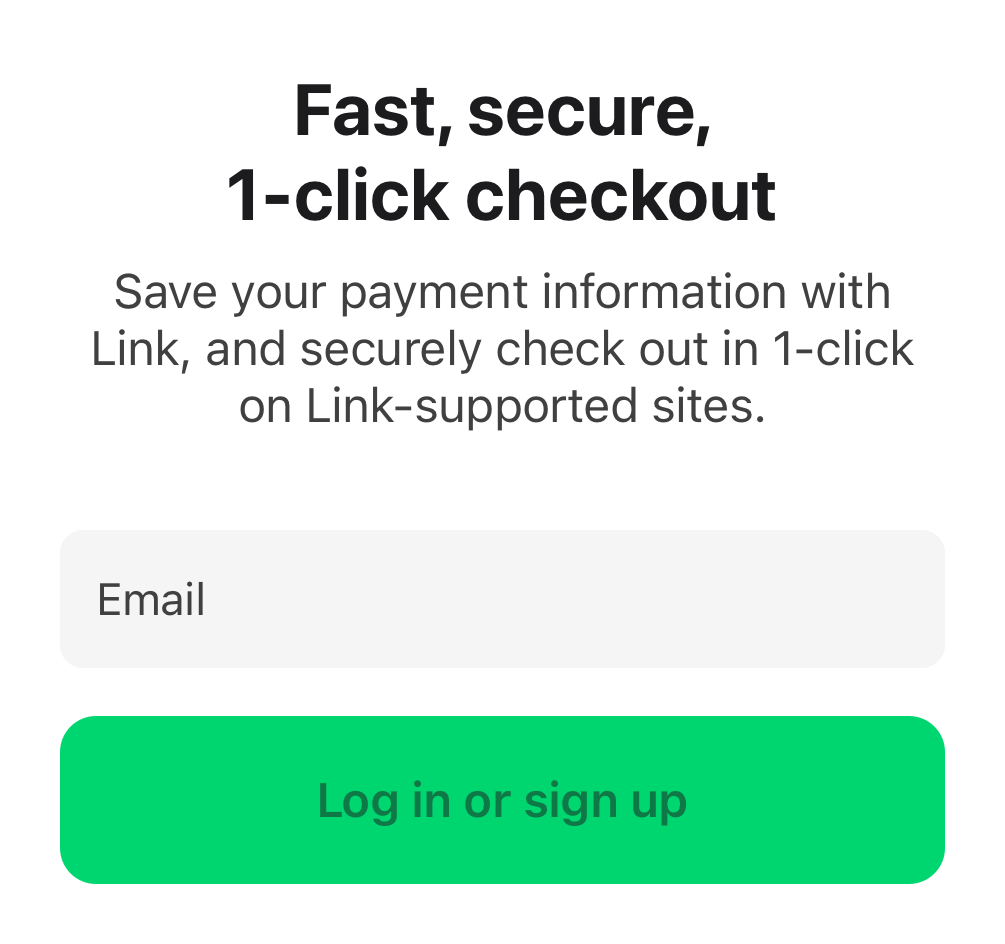 Fast, secure,
1-click checkout
Save your payment information with
Link, and securely check out in 1-click
on Link-supported sites.
Email
Log in or sign up